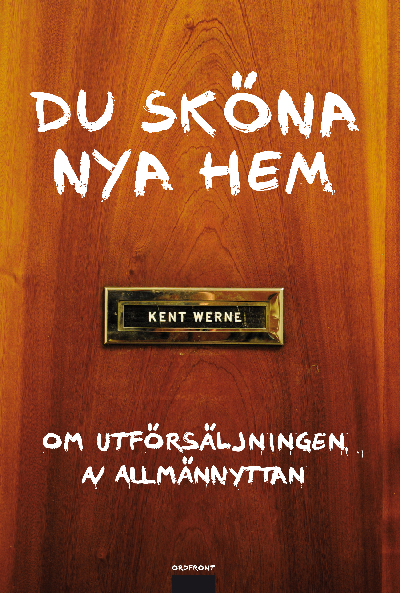 DU SKÖNA
NYA HEM
KENT WERNE
OM UTFÖRSÄLJNINGEN
AV ALLMÄNNYTTAN
ORDFRONT